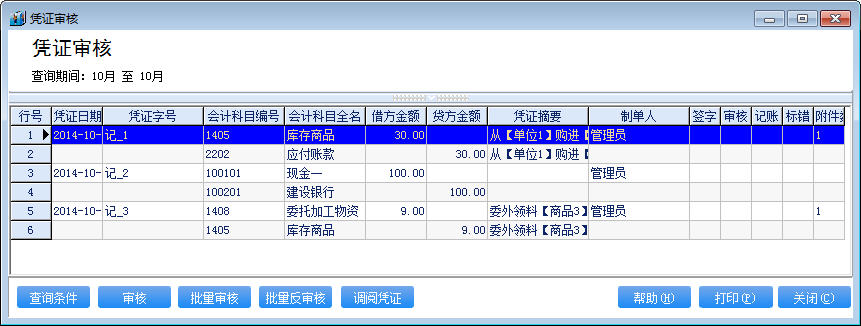 凭证审核
凭证审核
查询期间：10月 至 10月
行号 凭证日期 凭证字号 会计科目编号 会计科目全名 借方金额 贷方金额 凭证摘要 制单人 签字 审核 记账 标错 附件
1 2014-10- 记_1 1405 库存商品 30.00 从【单位1】购进【 管理员 1
2 2202 应付账款 30.00 从【单位1】购进【
3 2014-10- 记_2 100101 现金一 100.00 管理员
4 100201 建设银行 100.00
5 2014-10- 记_3 1408 委托加工物资 9.00 委外领料【商品3】 管理员 1
6 1405 库存商品 9.00 委外领料【商品3】
查询条件 审核 批量审核 批量反审核 调阅凭证 帮助(H) 打印(P) 关闭(C)